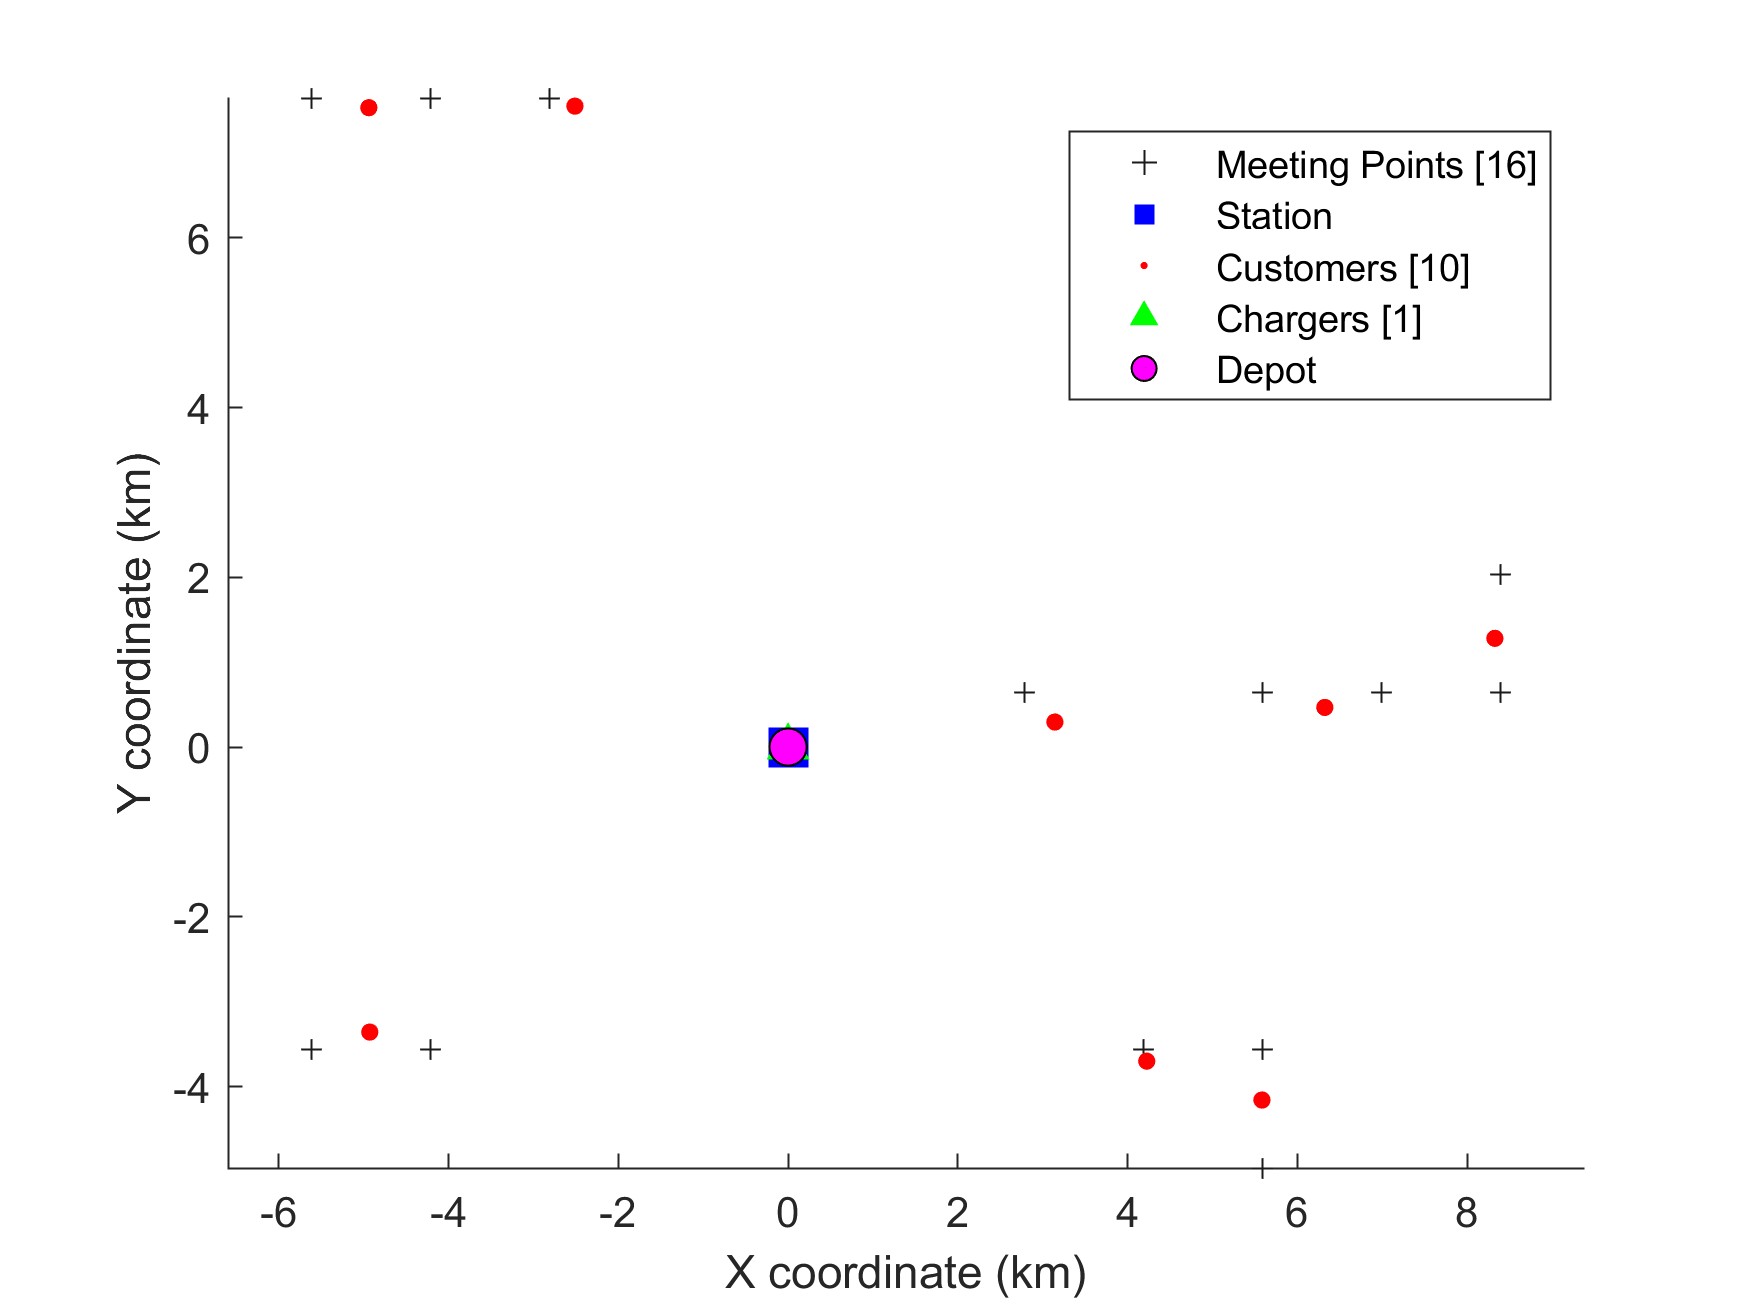 Meeting Points [16]
Station
Customers [10]
Chargers [1]
Depot
Y coordinate (km)
6
4
2
0
-2
-4
-6 -4 -2 0 2 4 6 8
X coordinate (km)